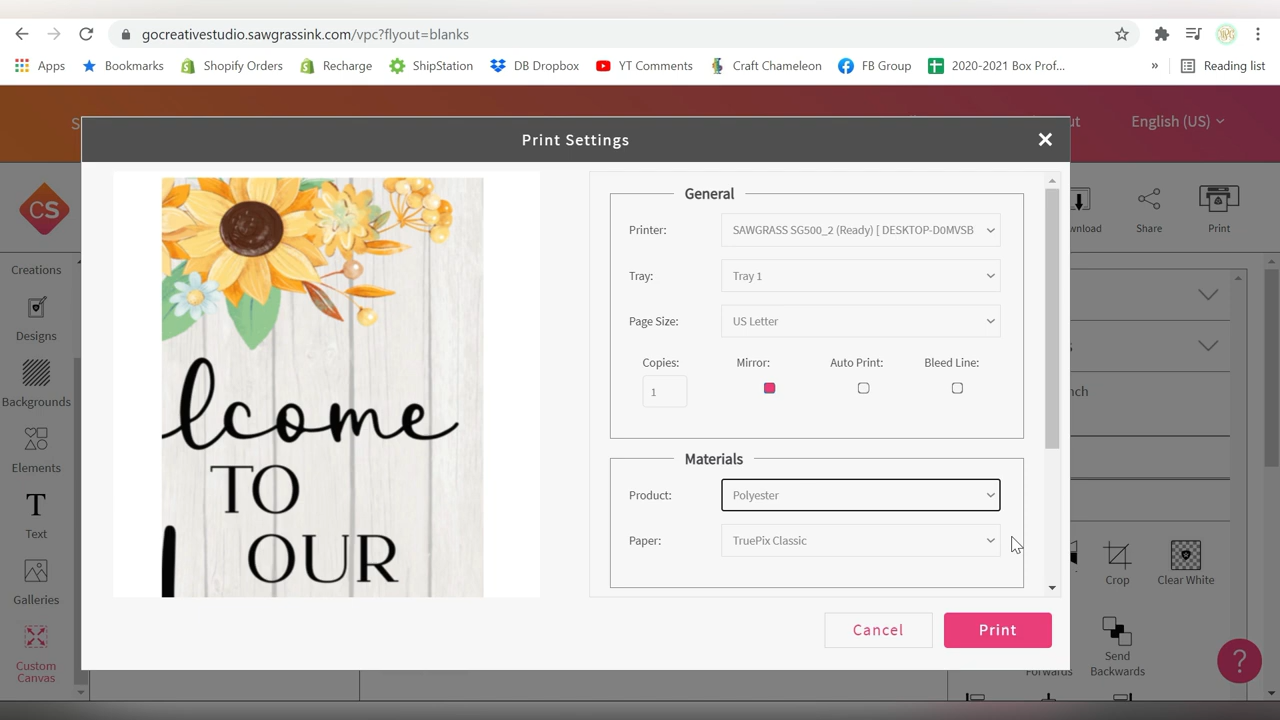 gocreativestudio.sawgrassink.com/vpc?flyout=blanks
Apps Bookmarks Shopify Orders Recharge ShipStation DB Dropbox YT Comments Craft Chameleon FB Group 2020-2021 Box Prof... » Reading list
English (US)
Print Settings
CS
Creations
Designs
Backgrounds
Elements
T
Text
Galleries
Custom
Canvas
lcome
TO
OUR
General
Printer: SAWGRASS SG500_2 (Ready) [ DESKTOP-D0MVSB
Tray: Tray 1
Page Size: US Letter
Copies: Mirror: Auto Print: Bleed Line:
1
Materials
Product: Polyester
Paper: TruePix Classic
Cancel Print
Share Print
Crop Clear White
Send
Forwards Backwards
?